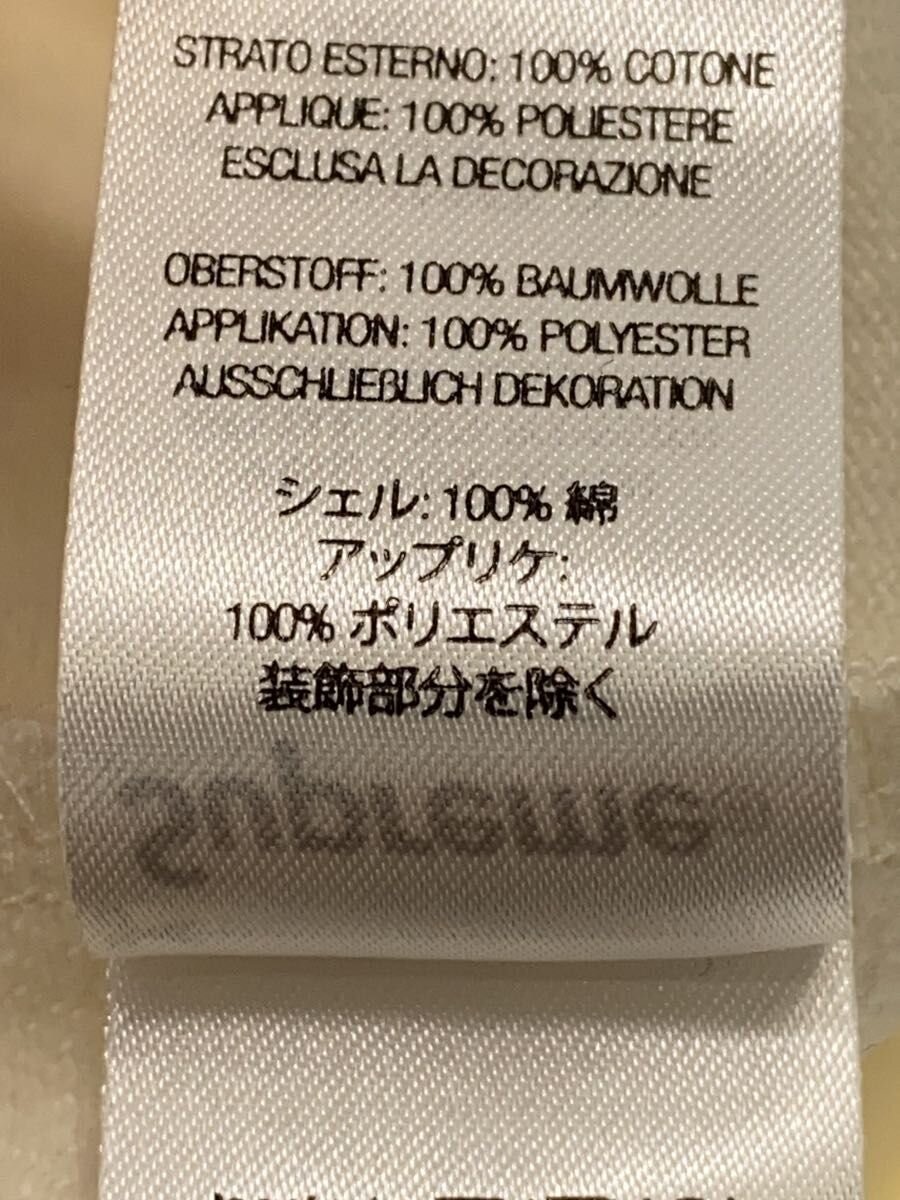 STRATO ESTERNO: 100% COTONE
APPLIQUE: 100% POLIESTERE
ESCLUSA LA DECORAZIONE
OBERSTOFF: 100% BAUMWOLLE
APPLIKATION: 100% POLYESTER
AUSSCHLIEßLICH DEKORATION
シェル: 100% 綿
アップリケ:
100% ポリエステル
装飾部分を除く
Supreme